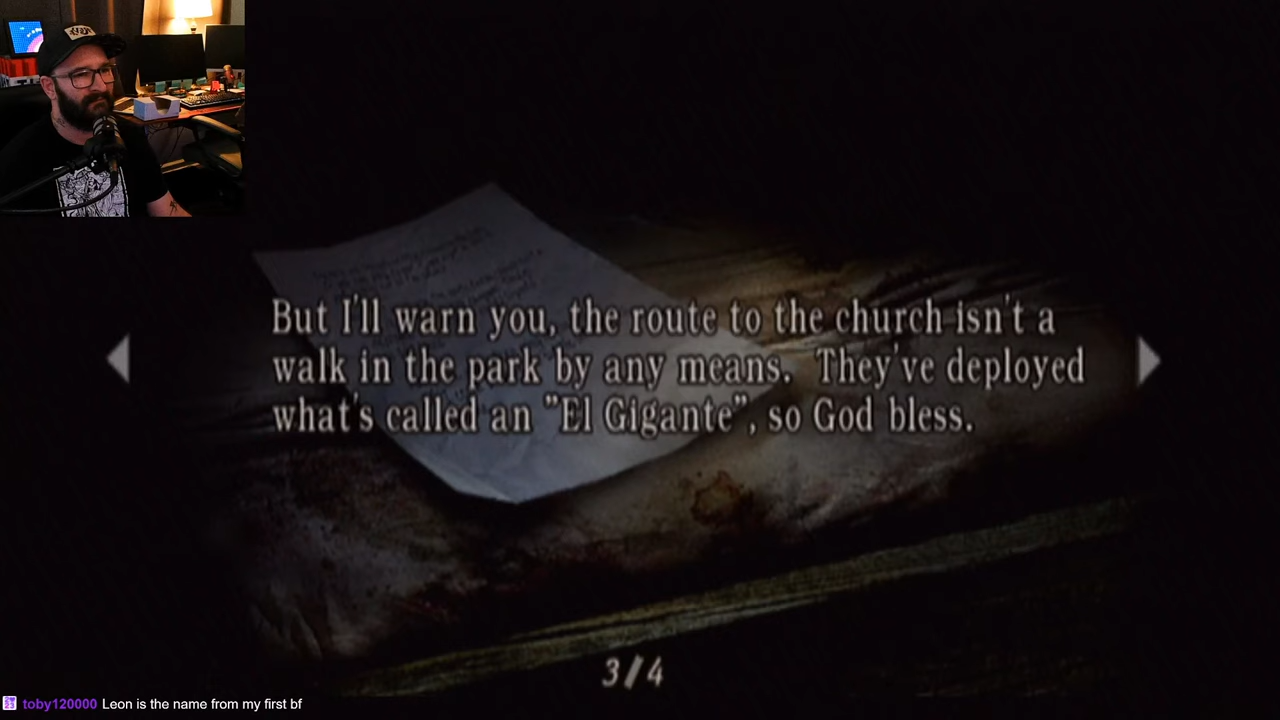 But I'll warn you, the route to the church isn't a
walk in the park by any means. They've deployed
what's called an "El Gigante", so God bless.
3/4
toby120000 Leon is the name from my first bf